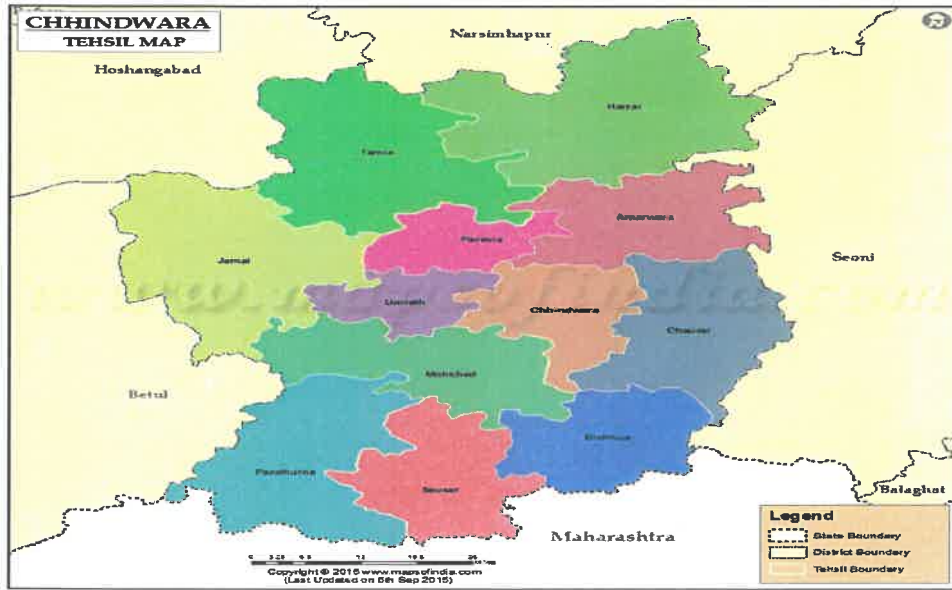 CHHINDWARA
TEHSIL MAP
Narsimhapur
Hoshangabad
Harrai
Tamia
Amarwara
Parasia
Jamai
Seoni
Umreth
Chhindwara
Chaurai
Mohkhed
Betul
Bichhua
Pandhurna
Sausar
Balaghat
Maharashtra
Legend
State Boundary
District Boundary
Tehsil Boundary
Copyright © 2015 www.mapsofindia.com
(Last Updated on 6th Sep 2015)